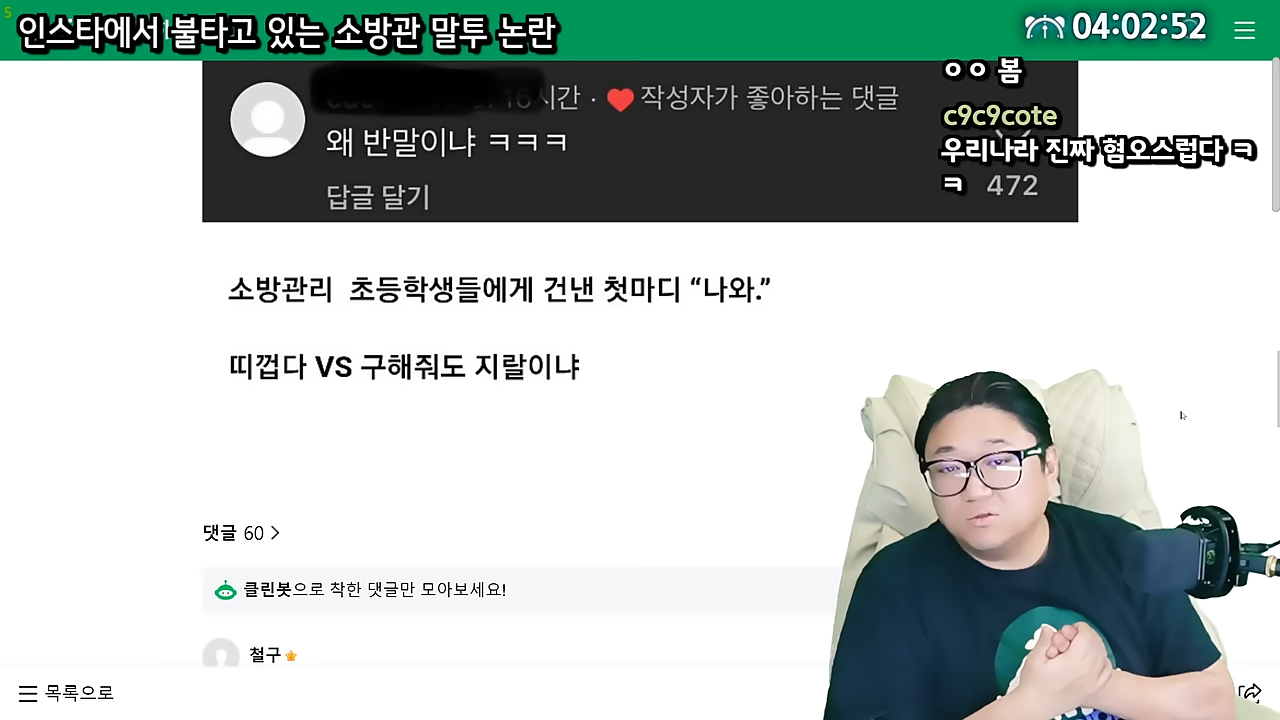 5
인스타에서 불타고 있는 소방관 말투 논란
04:02:52
ㅇㅇ 봄
16시간 · 작성자가 좋아하는 댓글
c9c9cote
왜 반말이냐 ㅋㅋㅋ
우리나라 진짜 혐오스럽다 ㅋ
ㅋ
472
답글 달기
소방관리 초등학생들에게 건낸 첫마디 “나와.”
띠껍다 VS 구해줘도 지랄이냐
댓글 60 >
클린봇으로 착한 댓글만 모아보세요!
철구
목록으로